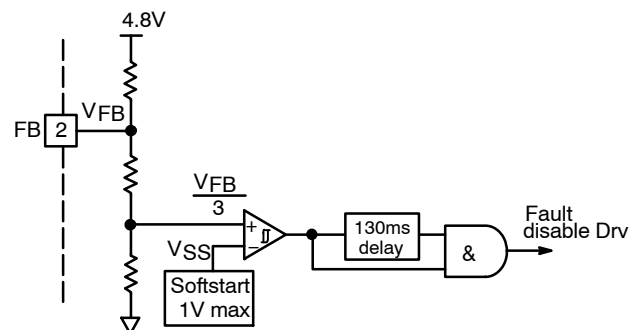 4.8V
FB 2 VFB
VFB
3
VSS
+
−
Softstart
1V max
130ms
delay
&
Fault
disable Drv